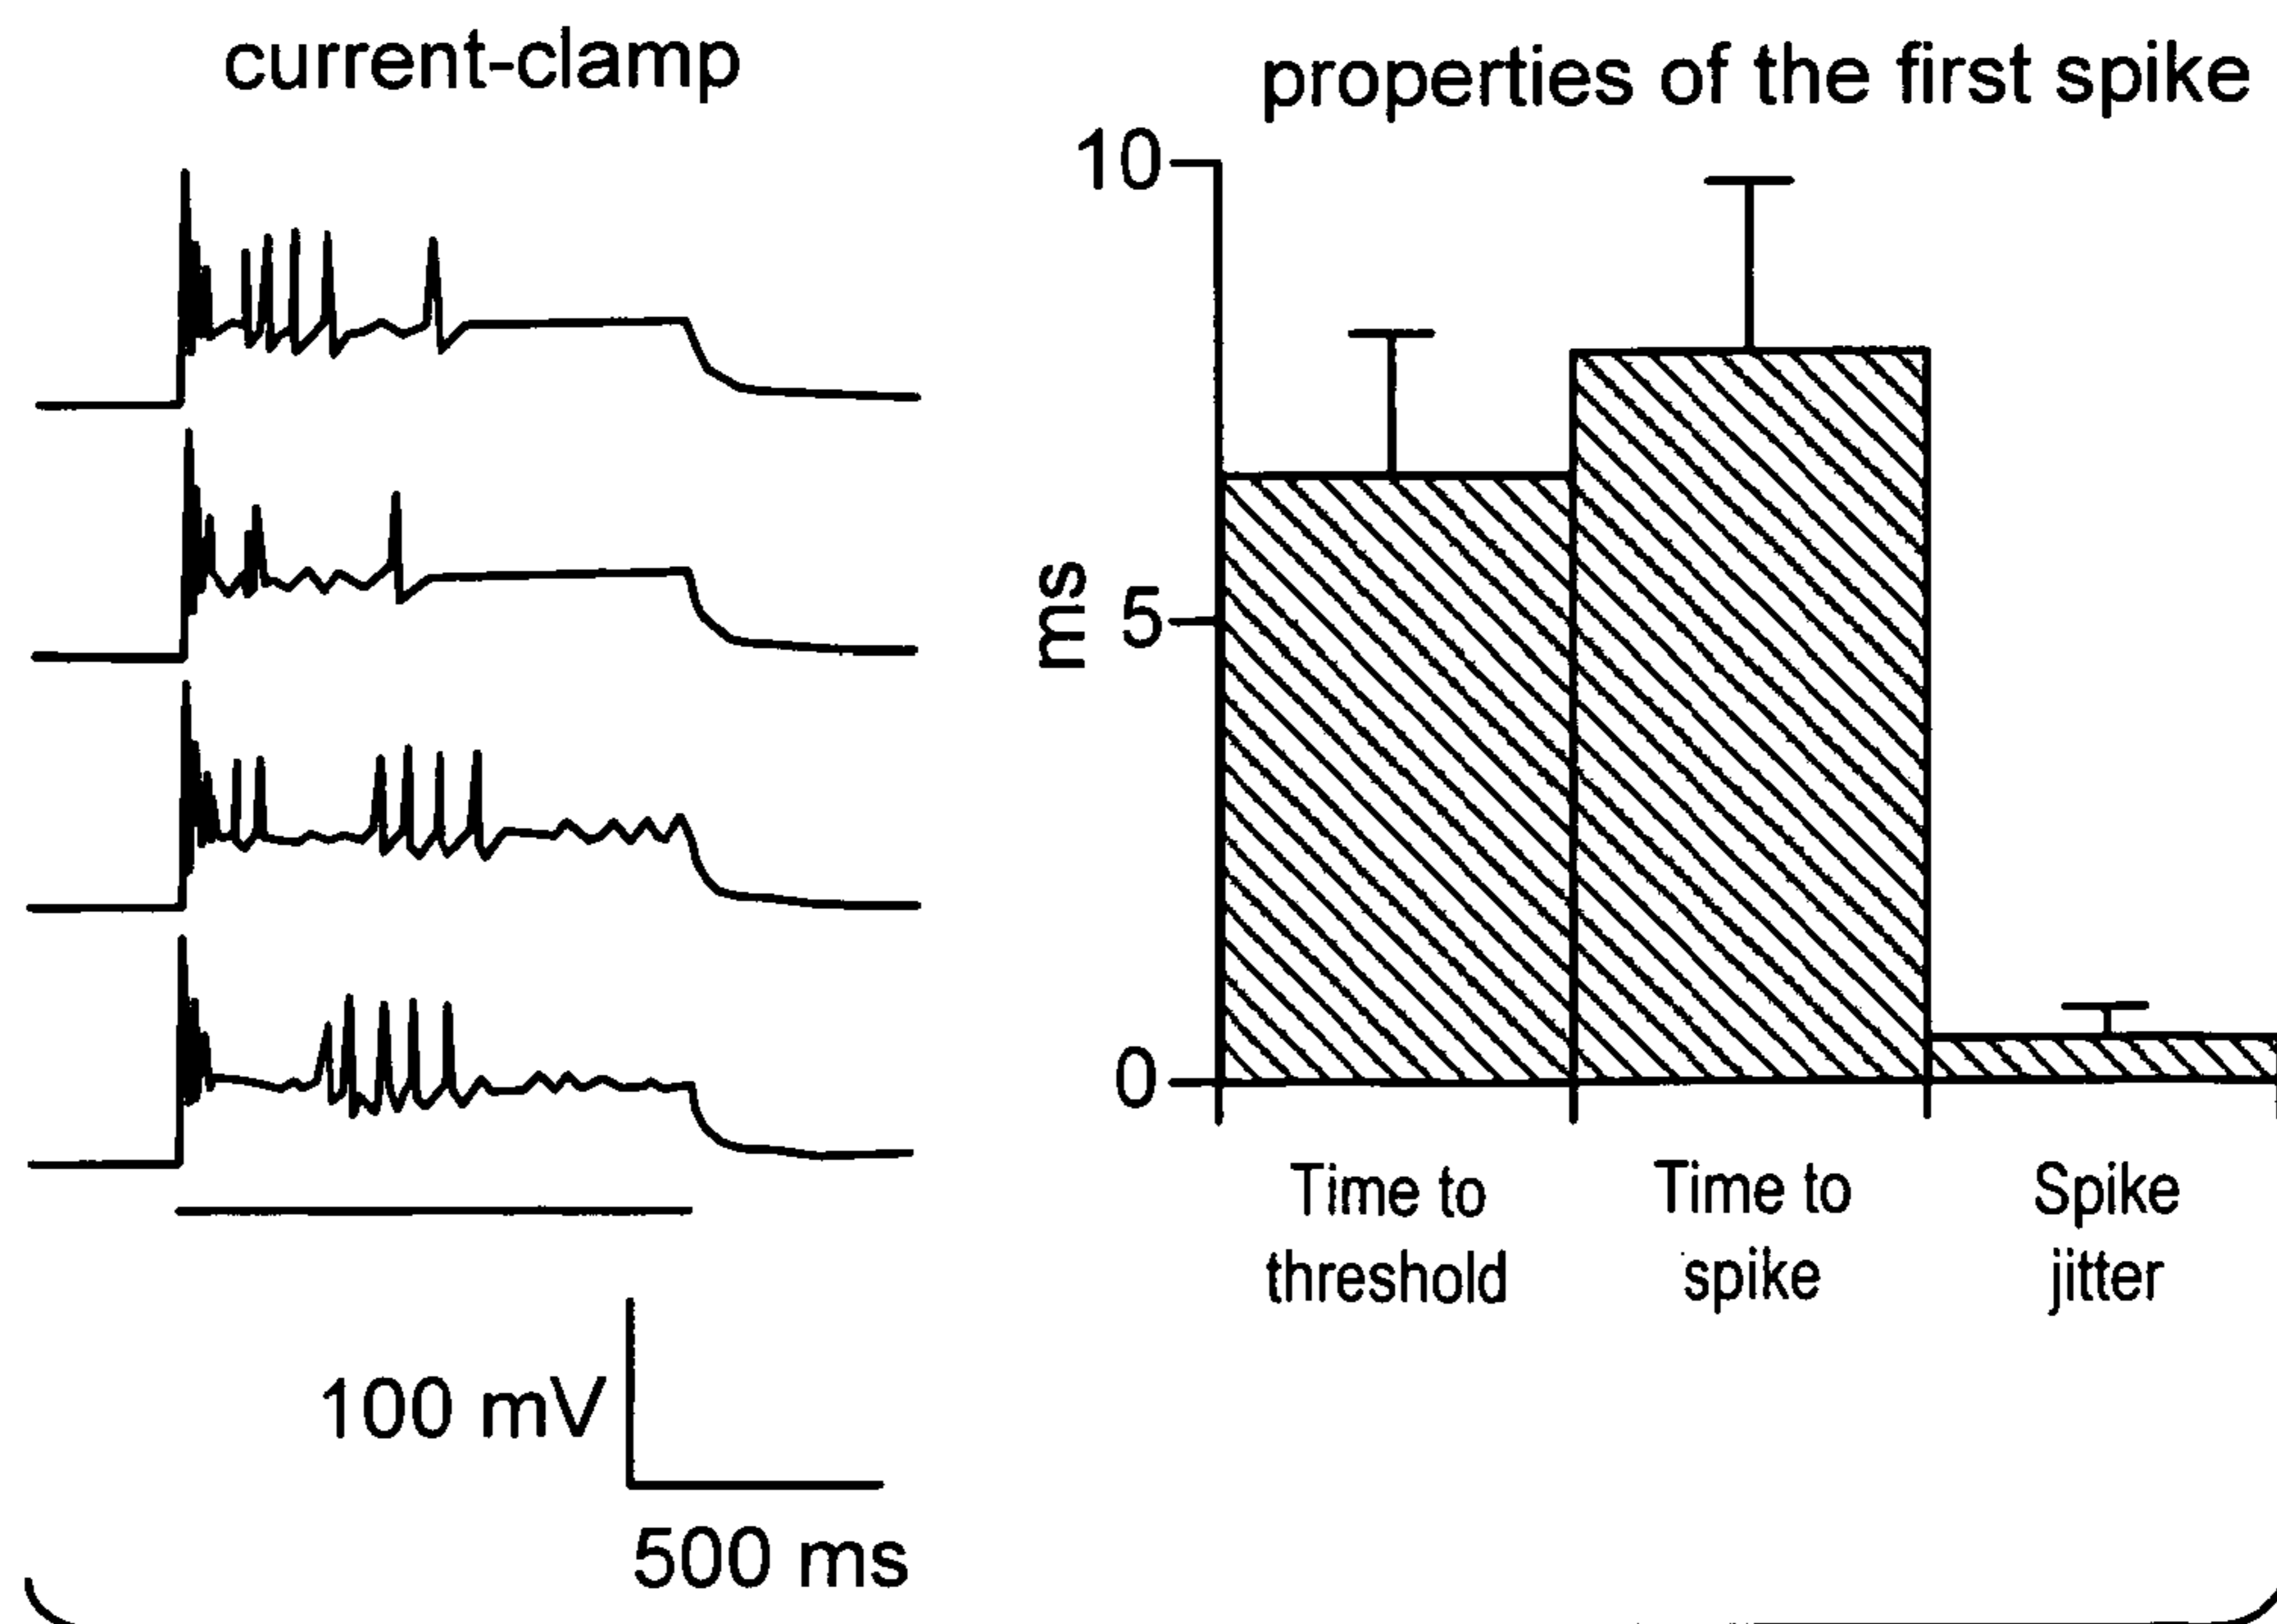 current-clamp
properties of the first spike
10
ms
5
0
Time to
threshold
Time to
spike
Spike
jitter
100 mV
500 ms